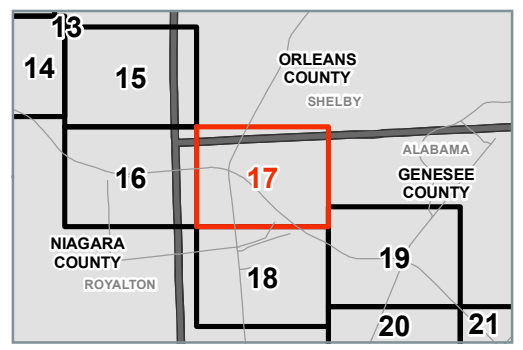 13
14
15
ORLEANS
COUNTY
SHELBY
ALABAMA
16
17
GENESEE
COUNTY
NIAGARA
COUNTY
ROYALTON
18
19
20
21